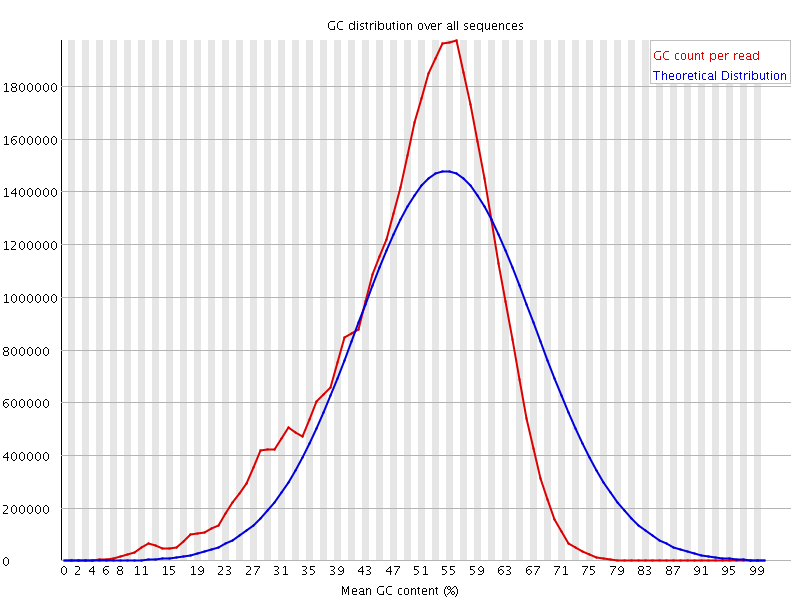 GC distribution over all sequences
GC count per read
Theoretical Distribution
1800000
1600000
1400000
1200000
1000000
800000
600000
400000
200000
0
0 2 4 6 8 11 15 19 23 27 31 35 39 43 47 51 55 59 63 67 71 75 79 83 87 91 95 99
Mean GC content (%)